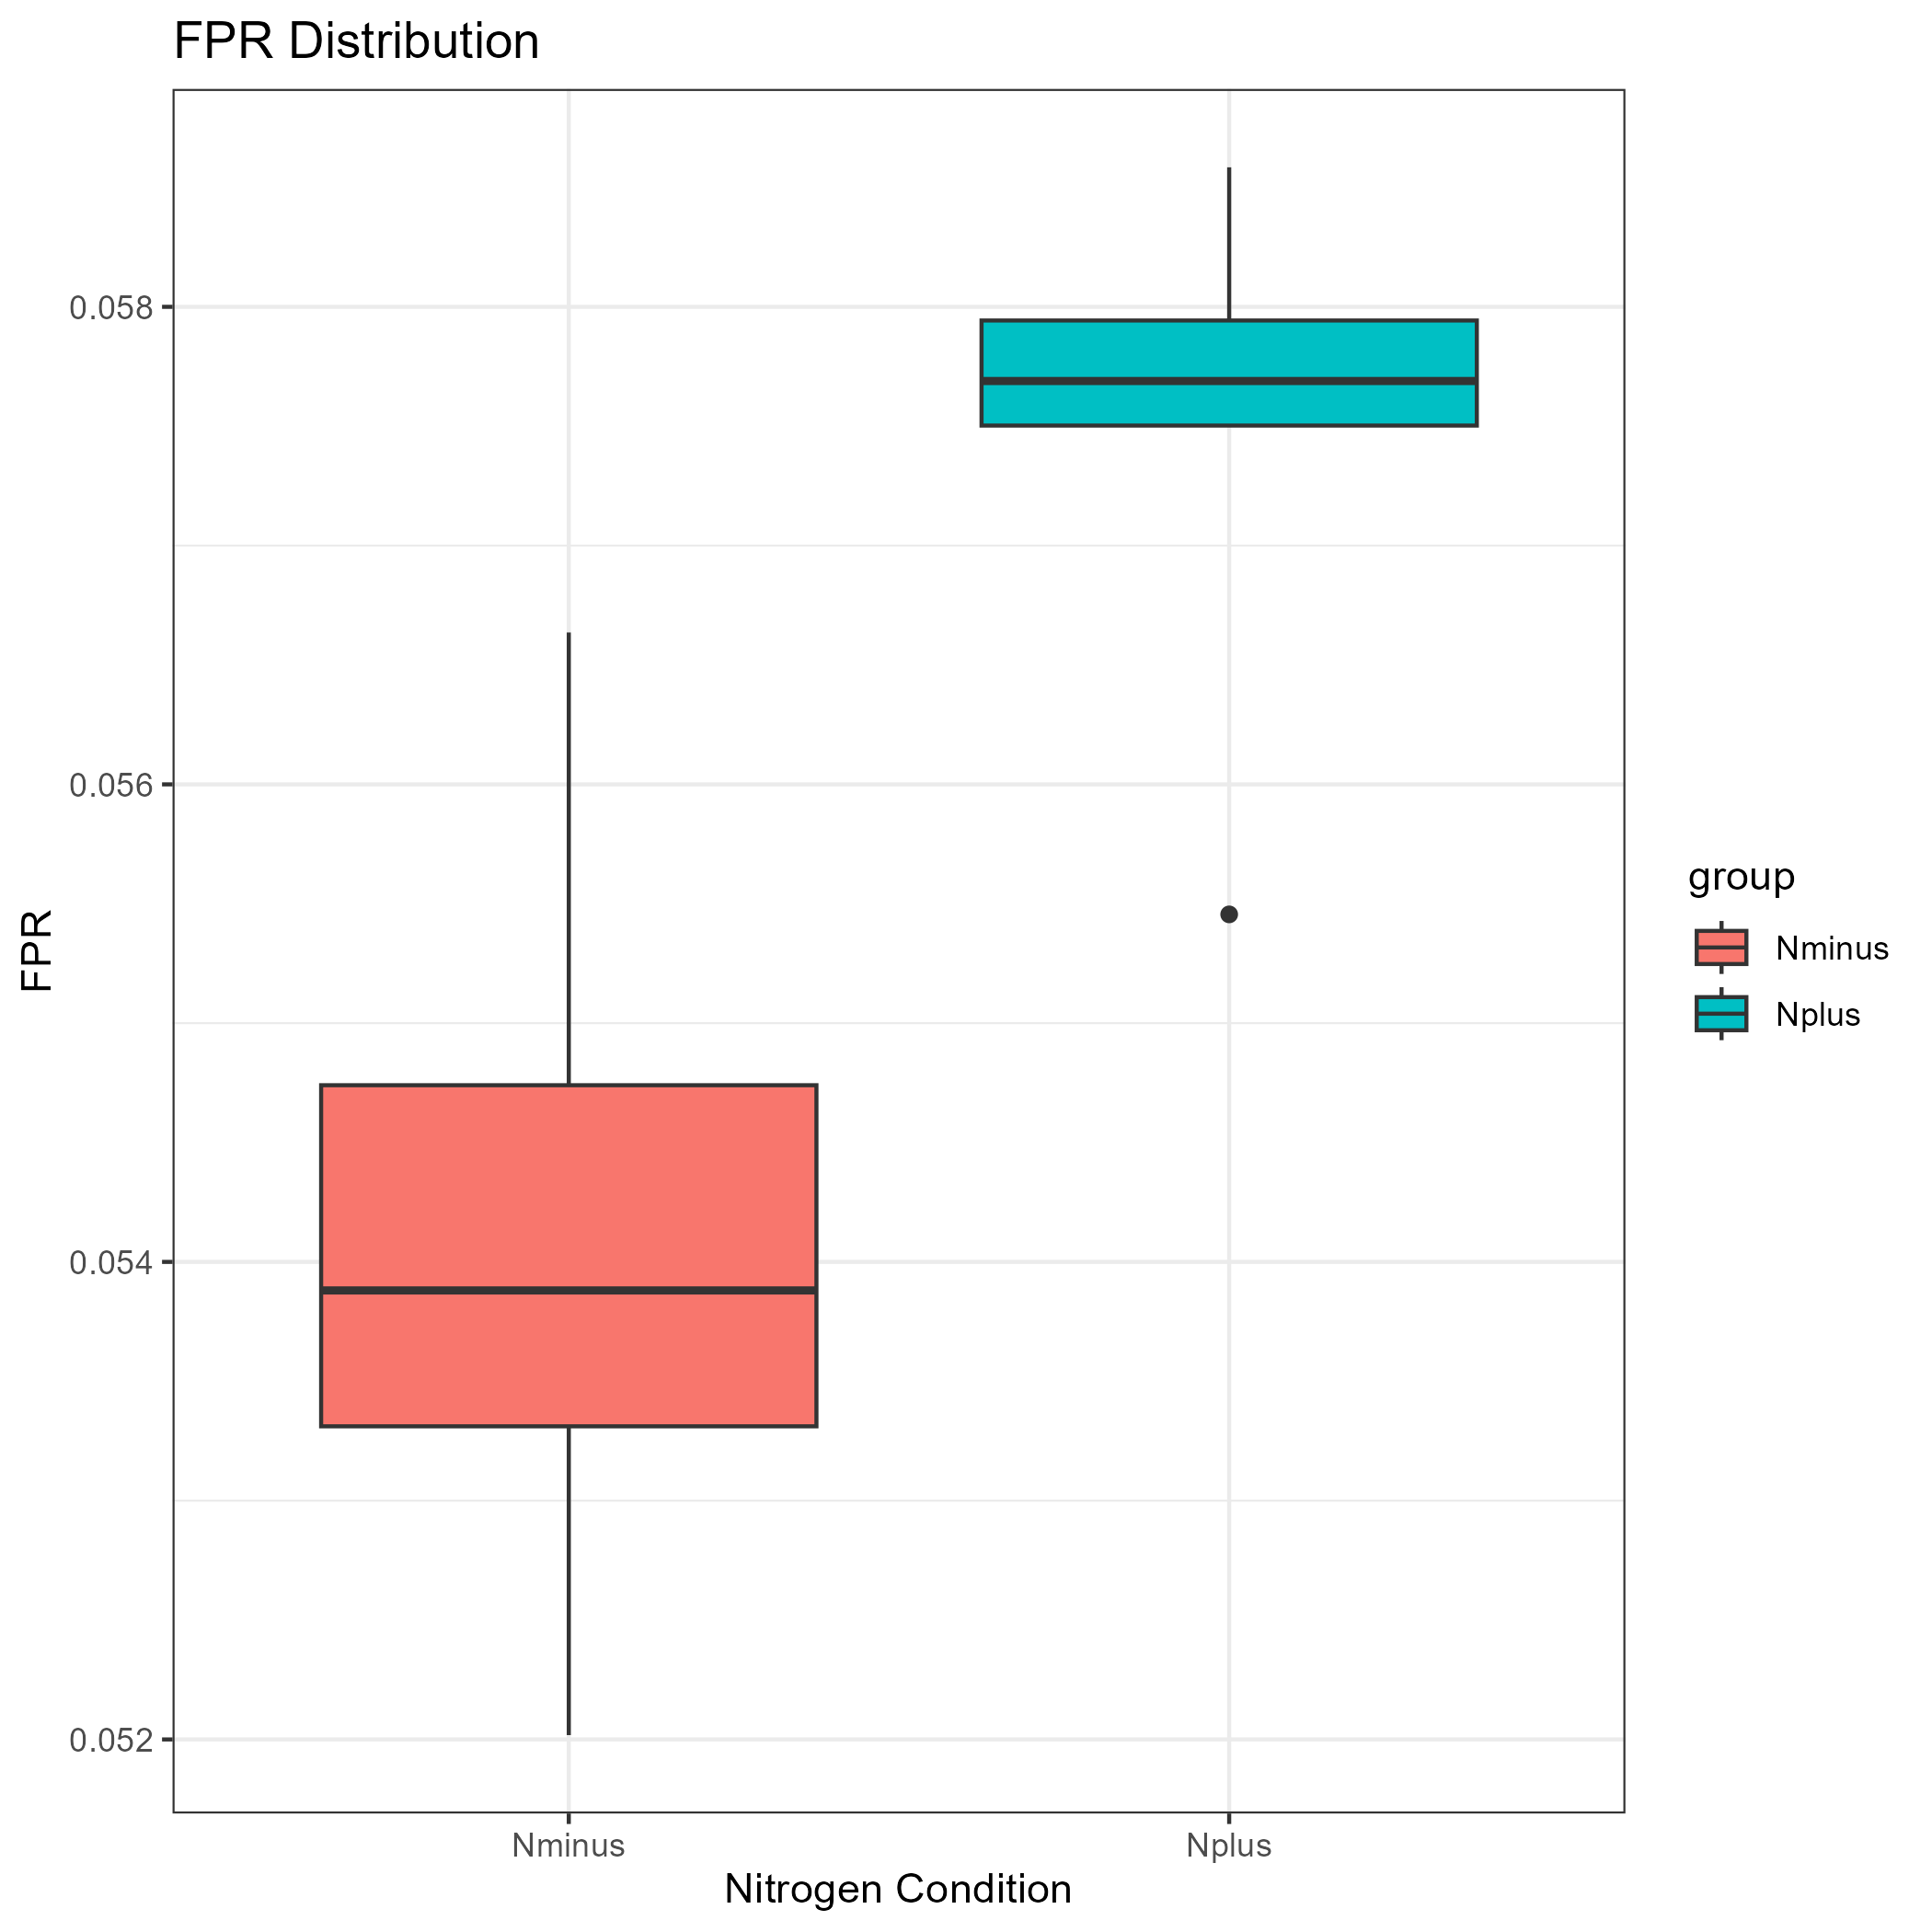 FPR Distribution
FPR
0.058
0.056
0.054
0.052
Nminus
Nplus
Nitrogen Condition
group
Nminus
Nplus